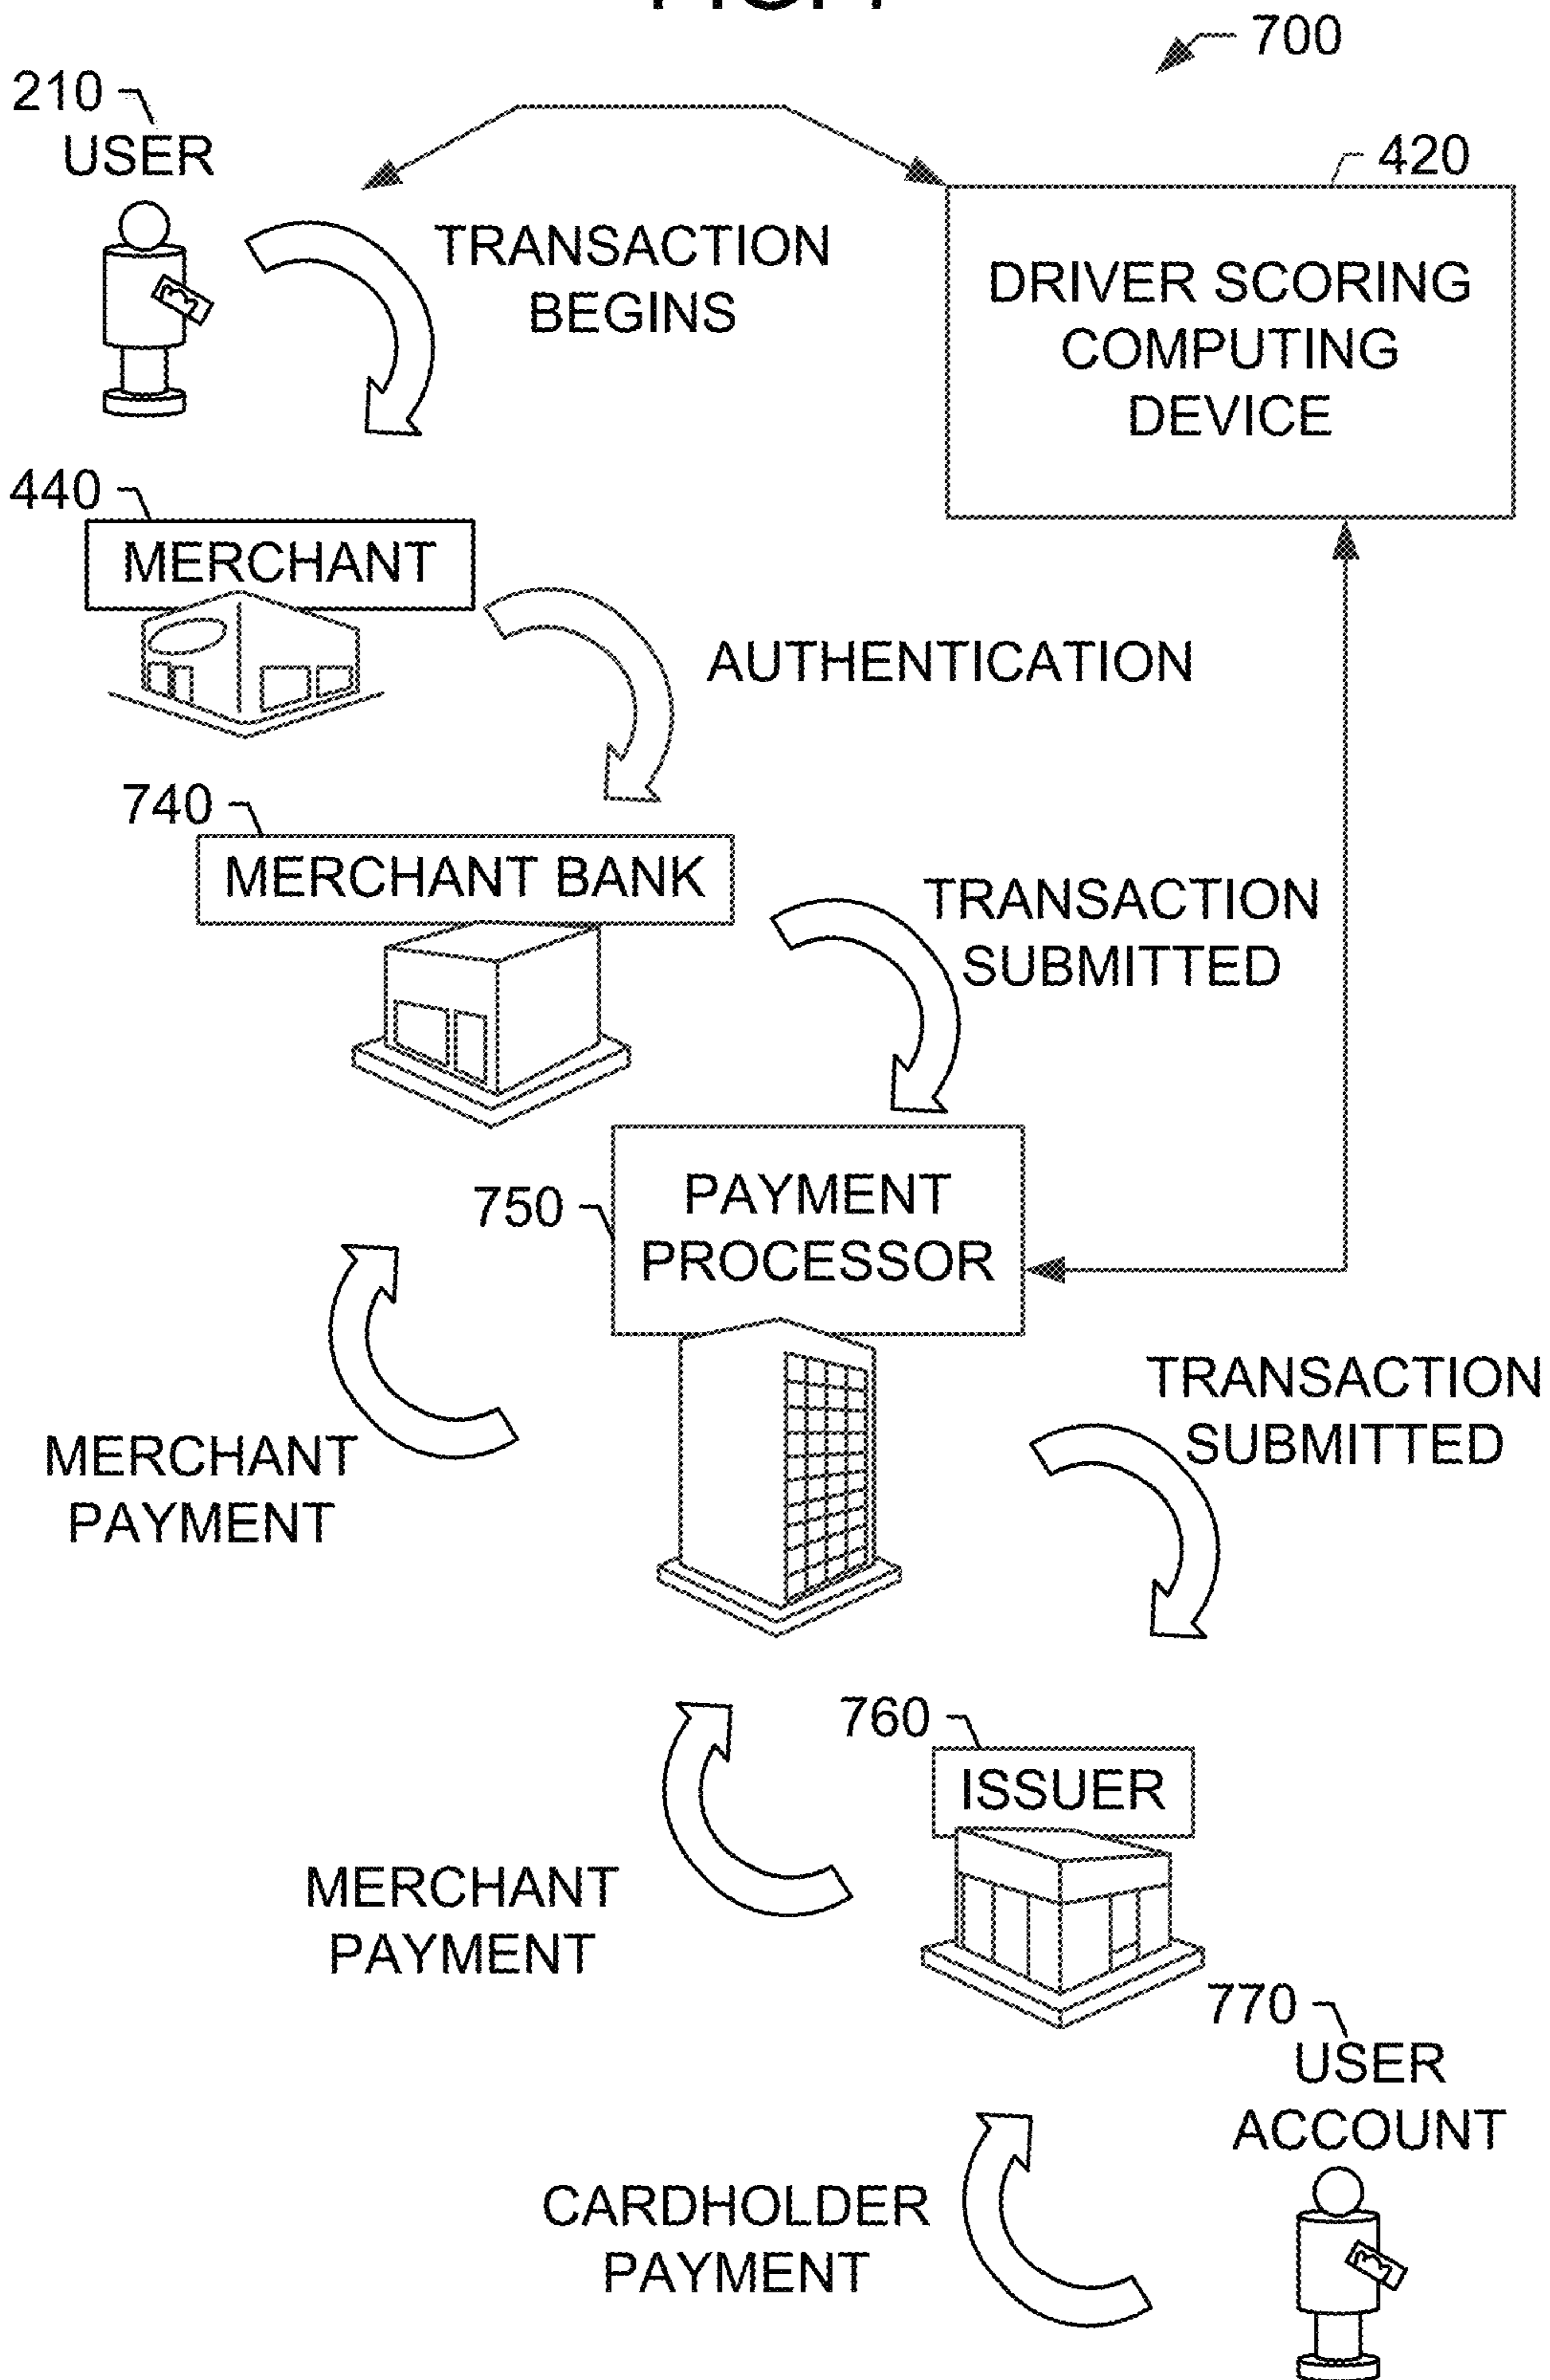 700
210
USER
420
TRANSACTION
BEGINS
DRIVER SCORING
COMPUTING
DEVICE
440
MERCHANT
AUTHENTICATION
740
MERCHANT BANK
TRANSACTION
SUBMITTED
750
PAYMENT
PROCESSOR
TRANSACTION
SUBMITTED
MERCHANT
PAYMENT
760
ISSUER
MERCHANT
PAYMENT
770
USER
ACCOUNT
CARDHOLDER
PAYMENT